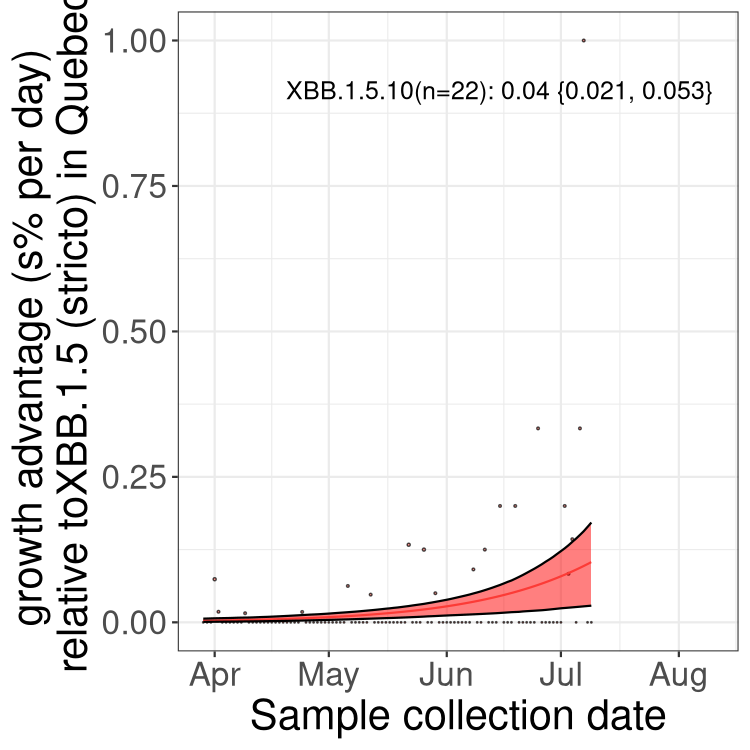 growth advantage (s% per day)
relative toXBB.1.5 (stricto) in Quebec
1.00
0.75
0.50
0.25
0.00
XBB.1.5.10(n=22): 0.04 {0.021, 0.053}
Apr May Jun Jul Aug
Sample collection date